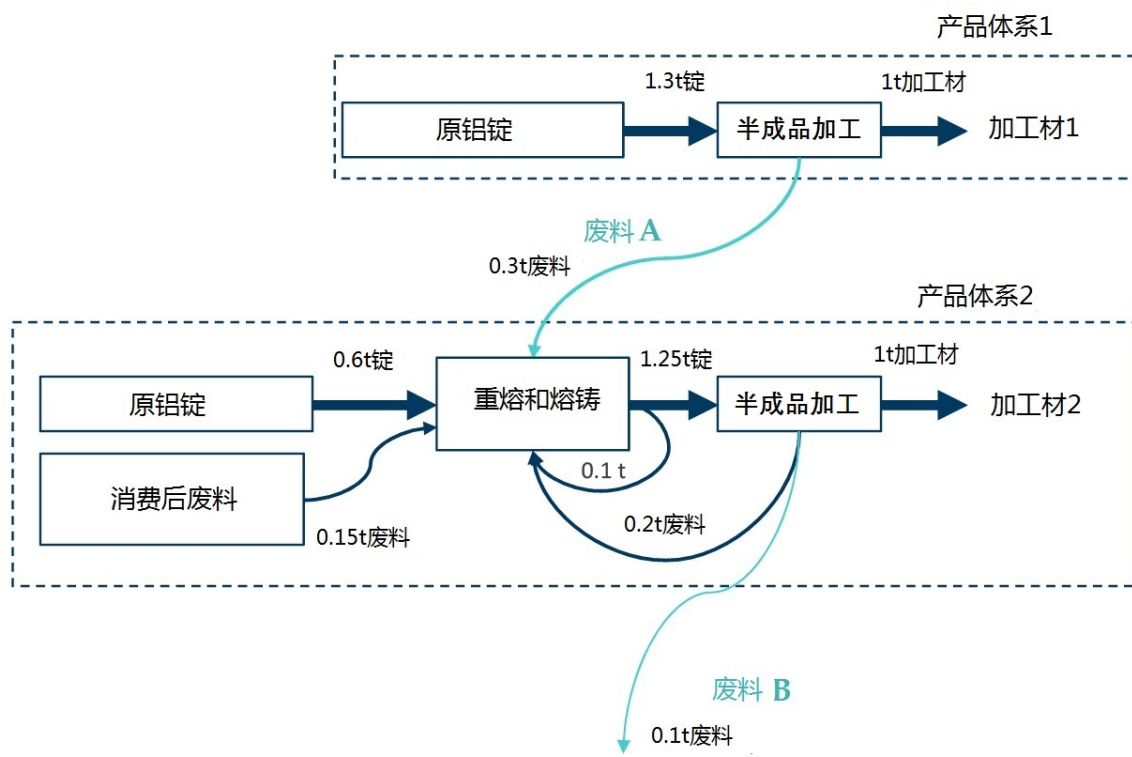 产品体系1
1.3t锭
1t加工材
原铝锭
半成品加工
加工材1
废料 A
0.3t废料
产品体系2
0.6t锭
1.25t锭
1t加工材
原铝锭
重熔和熔铸
半成品加工
加工材2
0.1 t
消费后废料
0.15t废料
0.2t废料
废料 B
0.1t废料